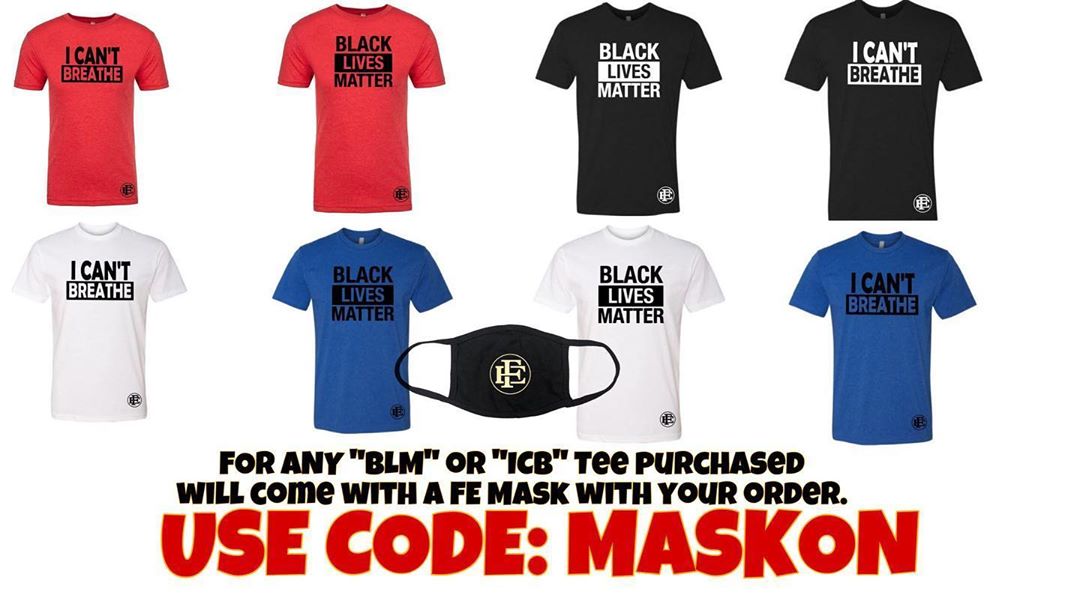 I CAN'T
BREATHE
BLACK
LIVES
MATTER
BLACK
LIVES
MATTER
I CAN'T
BREATHE
I CAN'T
BREATHE
BLACK
LIVES
MATTER
BLACK
LIVES
MATTER
I CAN'T
BREATHE
FE
FOR ANY "BLM" OR "ICB" Tee PURCHASED
WILL COME WITH A FE MASK WITH YOUR ORDER.
USE CODE: MASKON